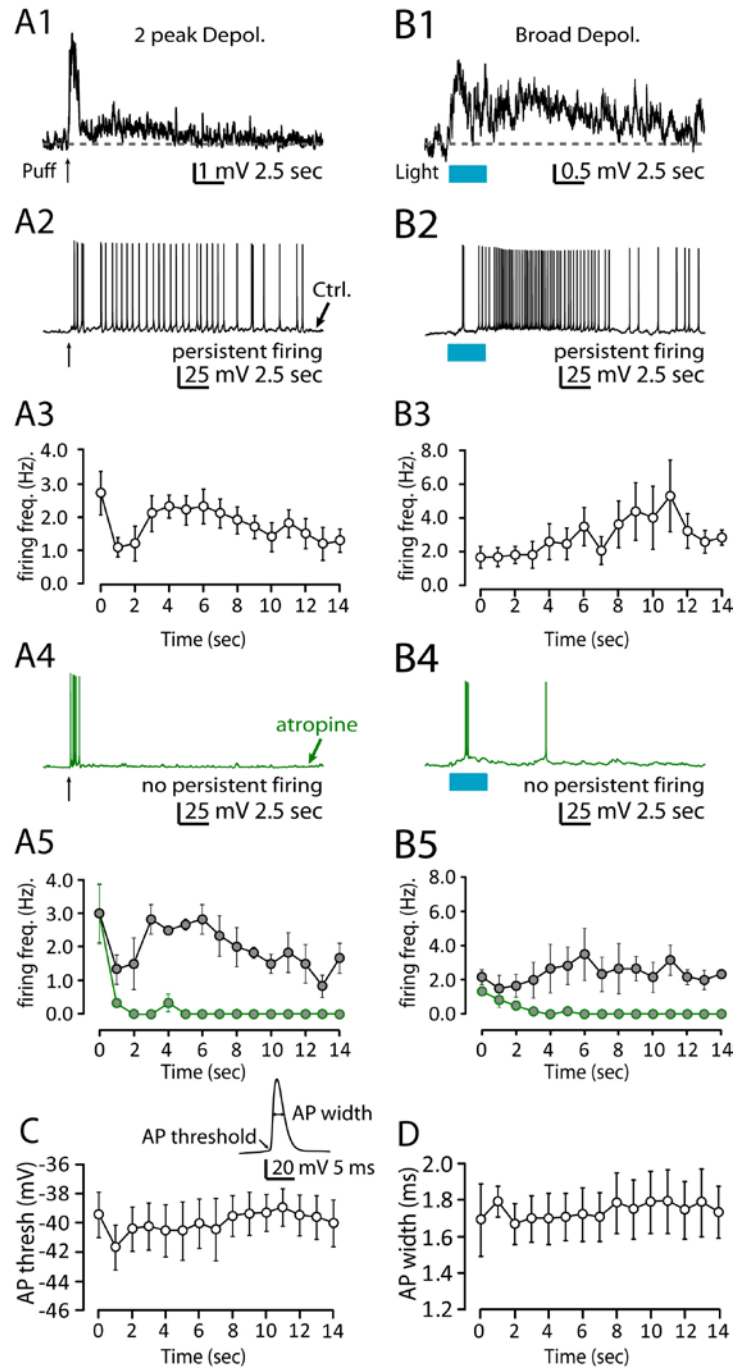 A1
2 peak Depol.
Puff
1 mV 2.5 sec
B1
Broad Depol.
Light
0.5 mV 2.5 sec
A2
Ctrl.
persistent firing
25 mV 2.5 sec
B2
persistent firing
25 mV 2.5 sec
A3
firing freq. (Hz).
4.0
3.0
2.0
1.0
0.0
0 2 4 6 8 10 12 14
Time (sec)
B3
firing freq. (Hz).
8.0
6.0
4.0
2.0
0.0
0 2 4 6 8 10 12 14
Time (sec)
A4
atropine
no persistent firing
25 mV 2.5 sec
B4
no persistent firing
25 mV 2.5 sec
A5
firing freq. (Hz).
4.0
3.0
2.0
1.0
0.0
0 2 4 6 8 10 12 14
Time (sec)
B5
firing freq. (Hz).
8.0
6.0
4.0
2.0
0.0
0 2 4 6 8 10 12 14
Time (sec)
C
AP width
AP threshold
20 mV 5 ms
AP thresh (mV)
-36
-38
-40
-42
-44
-46
0 2 4 6 8 10 12 14
Time (sec)
D
AP width (ms)
2.0
1.8
1.6
1.4
1.2
0 2 4 6 8 10 12 14
Time (sec)